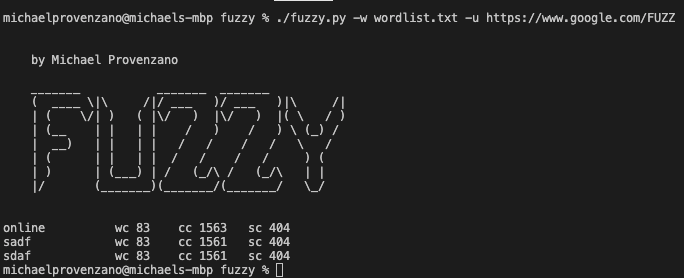 michaelprovenzano@michaels-mbp fuzzy % ./fuzzy.py -w wordlist.txt -u https://www.google.com/FUZZ
by Michael Provenzano
FUZZY
online wc 83 cc 1563 sc 404
sadf wc 83 cc 1561 sc 404
sdaf wc 83 cc 1561 sc 404
michaelprovenzano@michaels-mbp fuzzy %